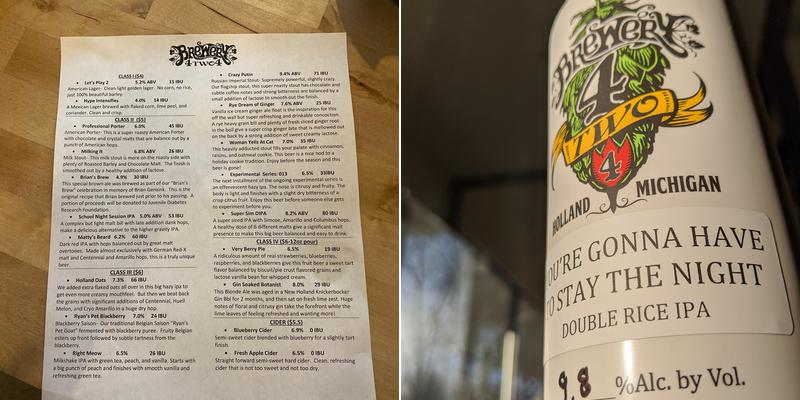 BREWERY
4 TWO 4
CLASS I ($4)
• Let's Play 2 5.2% ABV 15 IBU
American Lager- Clean light golden lager. No corn, no rice,
just 100% beautiful barley.
• Hype Intensifies 4.0% 14 IBU
A Mexican Lager brewed with flaked corn, lime peel, and
coriander. Clean and crisp.
CLASS II ($5)
• Professional Porter 6.0% 45 IBU
American Porter- This is a super roasty American Porter
with chocolate and crystal malts that are balance out by a
punch of American hops.
• Milking It 6.8% ABV 26 IBU
Milk Stout- This milk stout is more on the roasty side with
plenty of Roasted Barley and Chocolate Malt. The finish is
smoothed out by a healthy addition of lactose.
• Brian's Brew 4.9% 30 IBU
This special brown ale was brewed as part of our "Brian's
Brew" celebration in memory of Brian Genzink. This is the
original recipe that Brian brewed just prior to his passing. A
portion of proceeds will be donated to Juvenile Diabetes
Research Foundation.
• School Night Session IPA 5.0% ABV 53 IBU
A complex but light malt bill with late addition dank hops,
make a delicious alternative to the higher gravity IPA.
• Matty's Beard 6.2% 60 IBU
Dark red IPA with hops balanced out by great malt
overtones. Made almost exclusively with German Red-X
malt and Centennial and Amarillo hops, this is a truly unique
beer.
CLASS III ($6)
• Holland Oats 7.3% 66 IBU
We added extra flaked oats all over in this big hazy ipa to
get even more creamy mouthfeel. But then we beat back
the grains with significant additions of Centennial, Huell
Melon, and Cryo Amarillo in a huge dry hop.
• Ryan's Pet Blackberry 7.0% 24 IBU
Blackberry Saison- Our traditional Belgian Saison "Ryan's
Pet Goat" fermented with blackberry puree. Fruity Belgian
esters up front followed by subtle tartness from the
blackberry.
• Right Meow 6.5% 26 IBU
Milkshake IPA with green tea, peach, and vanilla. Starts with
a big punch of peach and finishes with smooth vanilla and
refreshing green tea.
• Crazy Putin 9.4% ABV 71 IBU
Russian Imperial Stout- Supremely powerful, slightly crazy.
Our flagship stout, this super roasty stout has chocolate and
subtle coffee notes and strong bitterness are balanced by a
small addition of lactose to smooth out the finish.
• Rye Dream of Ginger 7.6% ABV 25 IBU
Vanilla ice cream ginger ale float is the inspiration for this
off the wall but super refreshing and drinkable concoction.
A rye heavy grain bill and plenty of fresh sliced ginger root
in the boil give a super crisp ginger bite that is mellowed out
on the back by a strong addition of sweet creamy lactose.
• Woman Yells At Cat 7.0% 35 IBU
This heavily adducted stout fills your palate with cinnamon,
raisins, and oatmeal cookie. This beer is a nice nod to a
holiday cookie tradition. Enjoy before the season and this
beer is gone!
• Experimental Series: 013 6.5% 33IBU
The next installment of the ongoing experimental series is
an effervescent hazy ipa. The nose is citrusy and fruity. The
body is light and finishes with a slight dry bitterness of a
crisp citrus fruit. Enjoy this beer before someone else gets
to experiment before you.
• Super Sim DIPA 8.2% ABV 80 IBU
A super sized IPA with Simcoe, Amarillo and Columbus hops.
A healthy dose of 6 different malts give a significant malt
presence to make this big beer balanced and easy to drink.
CLASS IV ($6-12oz pour)
• Very Berry Pie 6.5% 19 IBU
A ridiculous amount of real strawberries, blueberries,
raspberries, and blackberries give this fruit beer a sweet tart
flavor balanced by biscuit/pie crust flavored grains and
lactose vanilla bean for whipped cream.
• Gin Soaked Botanist 8.0% 29 IBU
This Blonde Ale was aged in a New Holland Knickerbocker
Gin Bbl for 2 months, and then sat on fresh lime zest. Huge
notes of floral and citrusy gin take the forefront while the
lime leaves of feeling refreshed and wanting more!
CIDER ($5.5)
• Blueberry Cider 6.9% 0 IBU
Semi-sweet cider blended with blueberry for a slightly tart
finish.
• Fresh Apple Cider 6.5% 0 IBU
Straight forward semi-sweet hard cider. Clean, refreshing
cider that is not too sweet and not too dry.
BREWERY
4
TWO
4
HOLLAND MICHIGAN
YOU'RE GONNA HAVE
TO STAY THE NIGHT
DOUBLE RICE IPA
9.8 %Alc. by Vol.